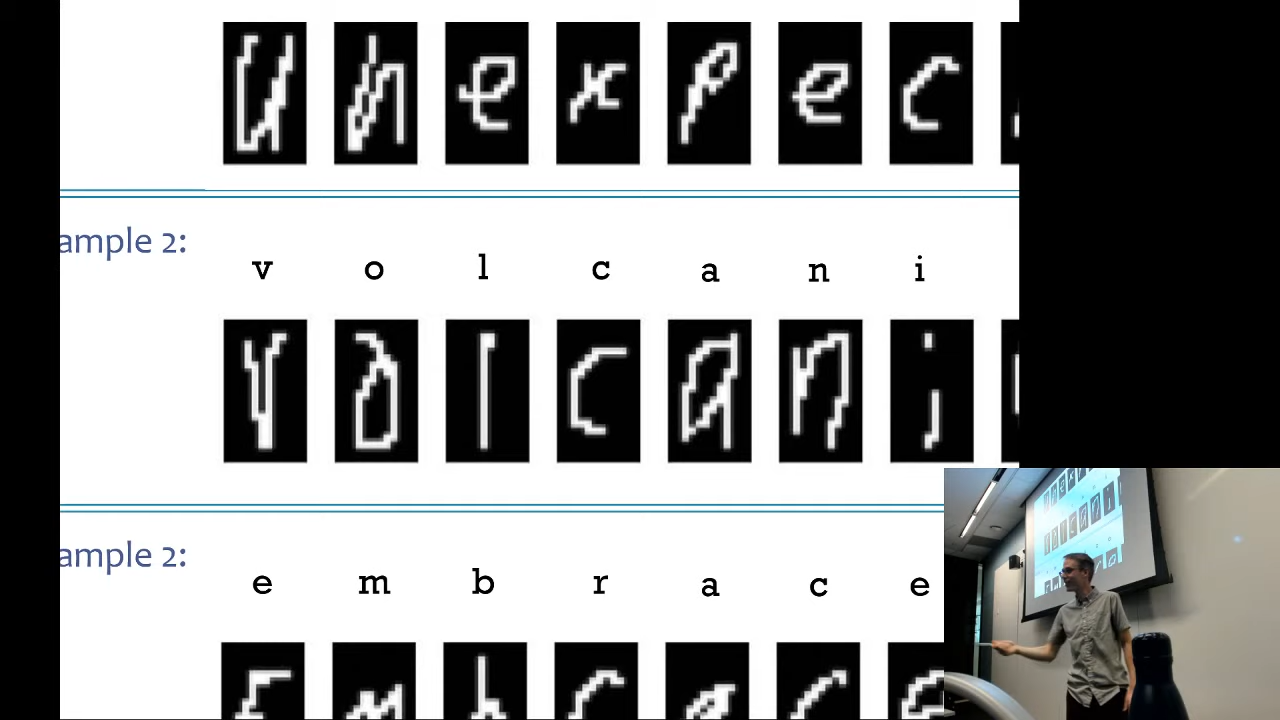 U n e x p e c
ample 2:
v o l c a n i
v o l c a n i
ample 2:
e m b r a c e
e m b r a c e